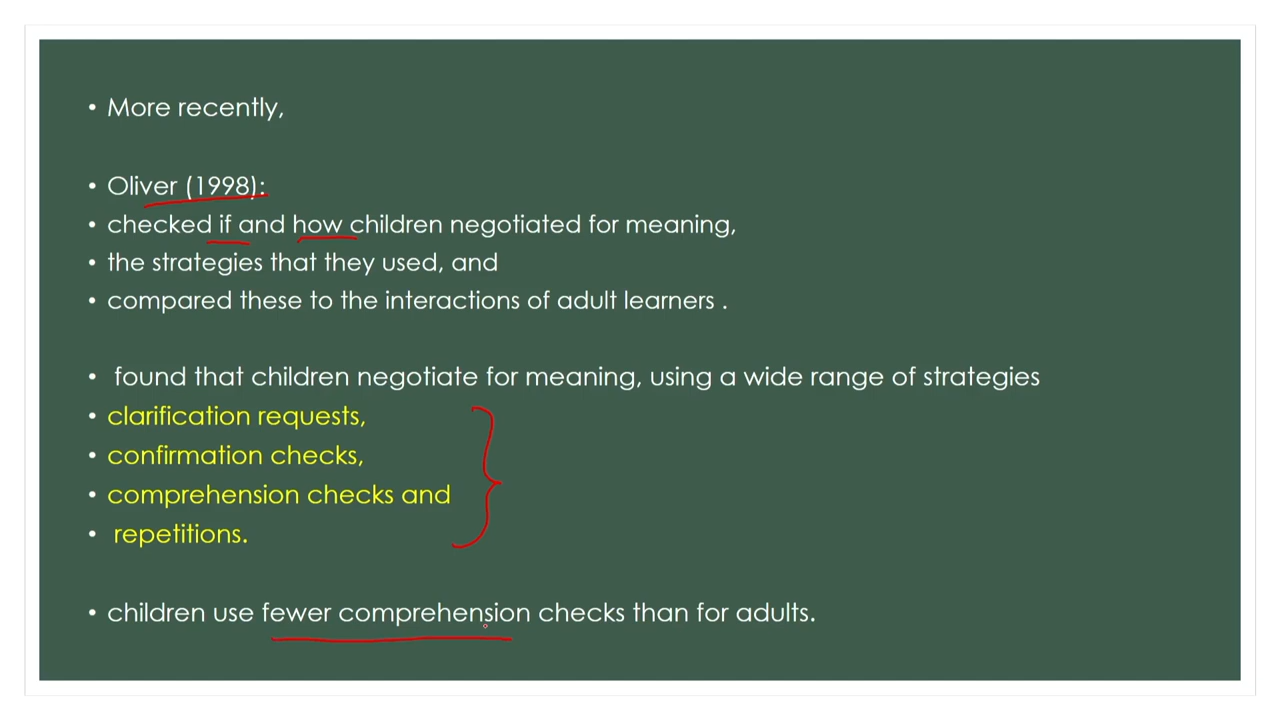 • More recently,
• Oliver (1998):
• checked if and how children negotiated for meaning,
• the strategies that they used, and
• compared these to the interactions of adult learners .
• found that children negotiate for meaning, using a wide range of strategies
• clarification requests,
• confirmation checks,
• comprehension checks and
• repetitions.
• children use fewer comprehension checks than for adults.